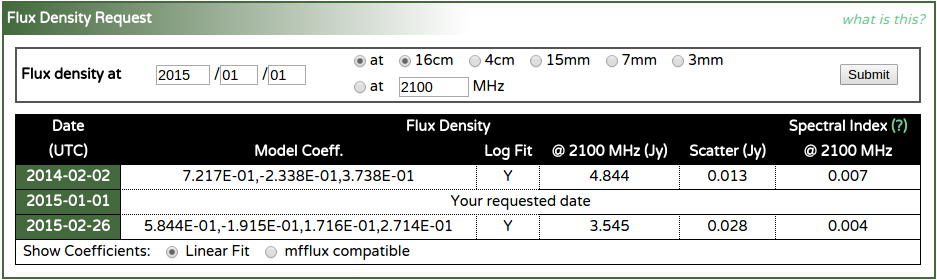 Flux Density Request what is this?
Flux density at 2015 / 01 / 01 at 16cm 4cm 15mm 7mm 3mm
at 2100 MHz Submit
Date Flux Density Spectral Index (?)
(UTC) Model Coeff. Log Fit @ 2100 MHz (Jy) Scatter (Jy) @ 2100 MHz
2014-02-02 7.217E-01,-2.338E-01,3.738E-01 Y 4.844 0.013 0.007
2015-01-01 Your requested date
2015-02-26 5.844E-01,-1.915E-01,1.716E-01,2.714E-01 Y 3.545 0.028 0.004
Show Coefficients: Linear Fit mfflux compatible